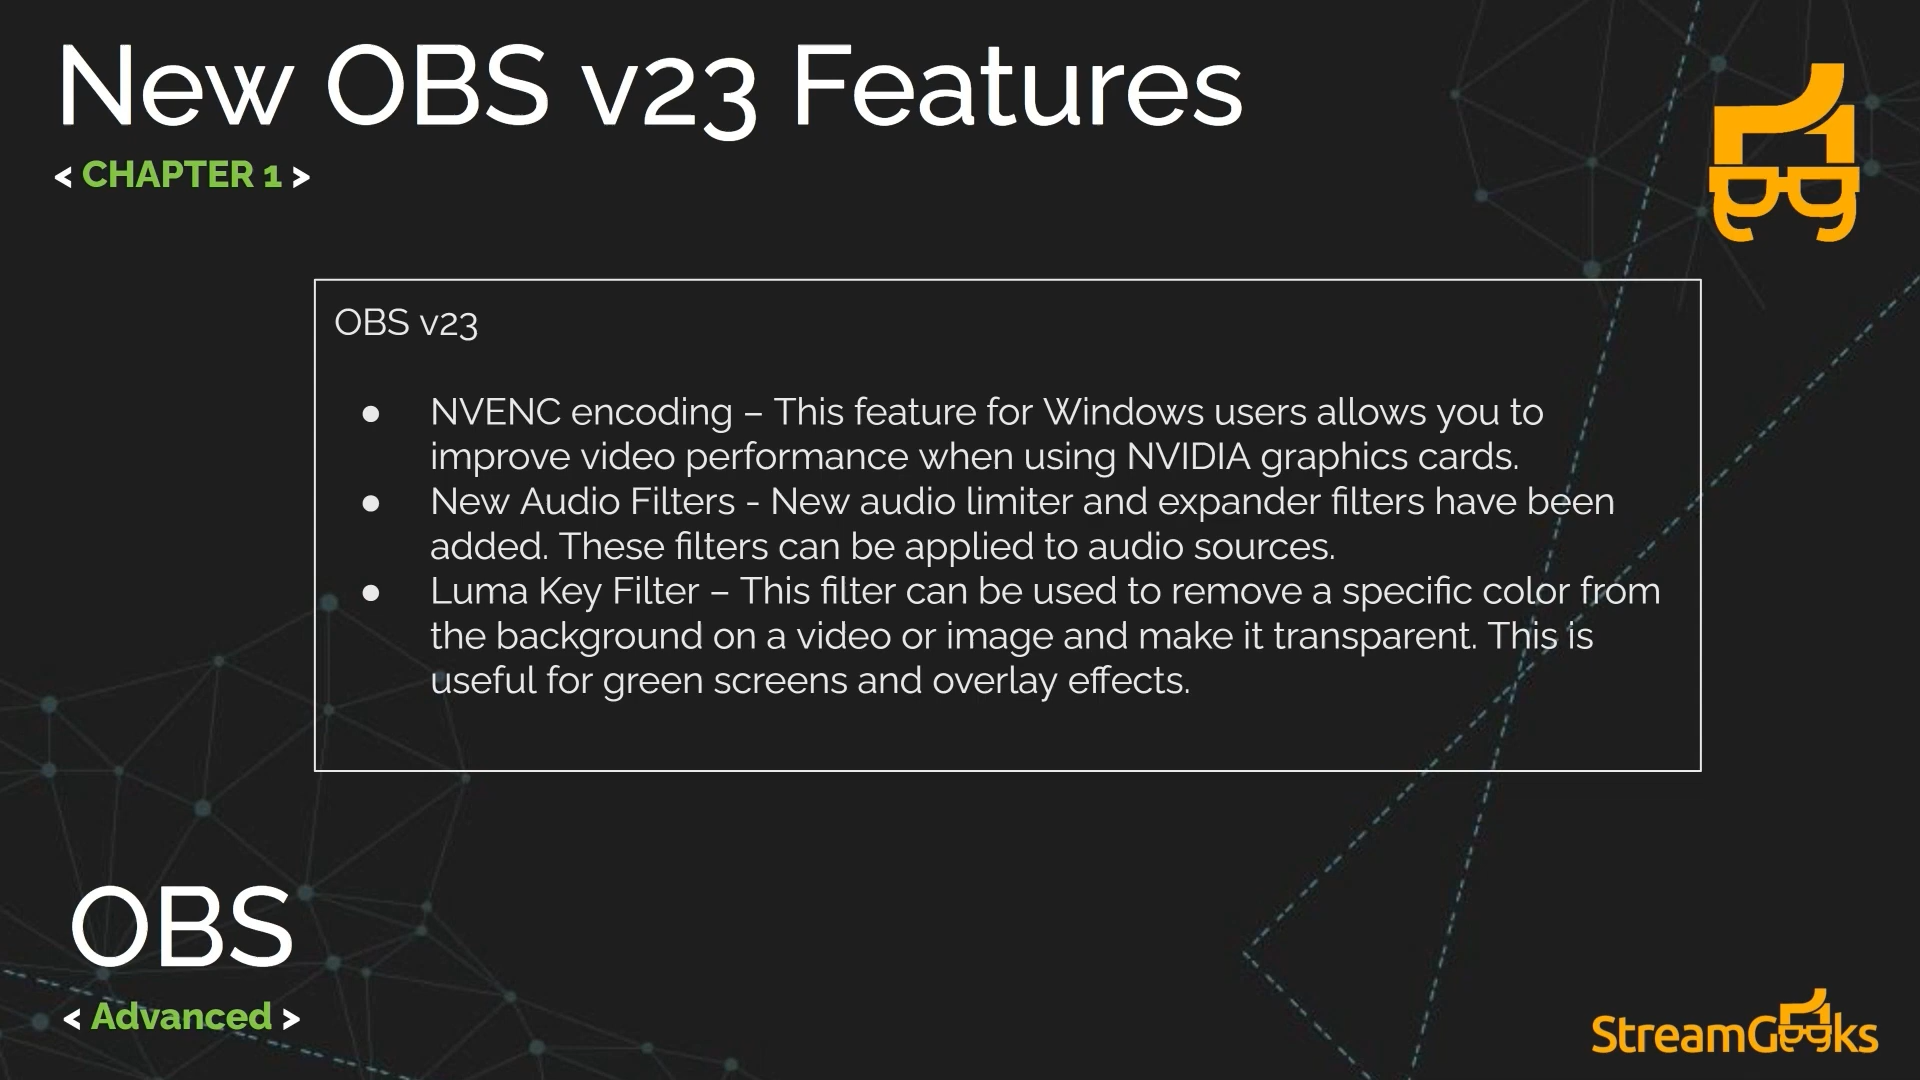 New OBS v23 Features
< CHAPTER 1 >
OBS v23
● NVENC encoding – This feature for Windows users allows you to
improve video performance when using NVIDIA graphics cards.
● New Audio Filters - New audio limiter and expander filters have been
added. These filters can be applied to audio sources.
● Luma Key Filter – This filter can be used to remove a specific color from
the background on a video or image and make it transparent. This is
useful for green screens and overlay effects.
OBS
< Advanced >
StreamGeeks